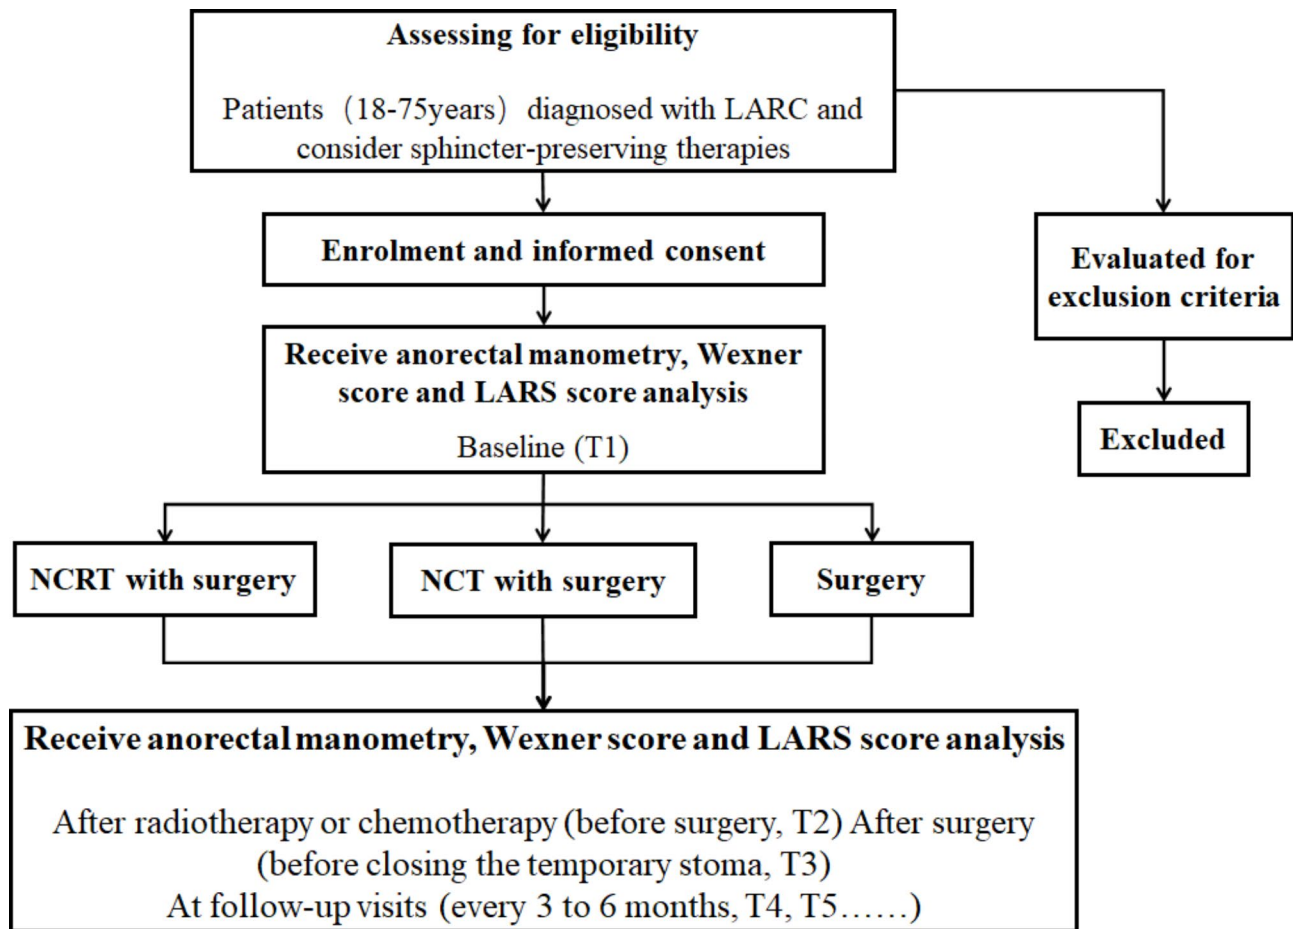 Assessing for eligibility
Patients（18-75years）diagnosed with LARC and
consider sphincter-preserving therapies
Enrolment and informed consent
Evaluated for
exclusion criteria
Receive anorectal manometry, Wexner
score and LARS score analysis
Baseline (T1)
Excluded
NCRT with surgery
NCT with surgery
Surgery
Receive anorectal manometry, Wexner score and LARS score analysis
After radiotherapy or chemotherapy (before surgery, T2) After surgery
(before closing the temporary stoma, T3)
At follow-up visits (every 3 to 6 months, T4, T5……)